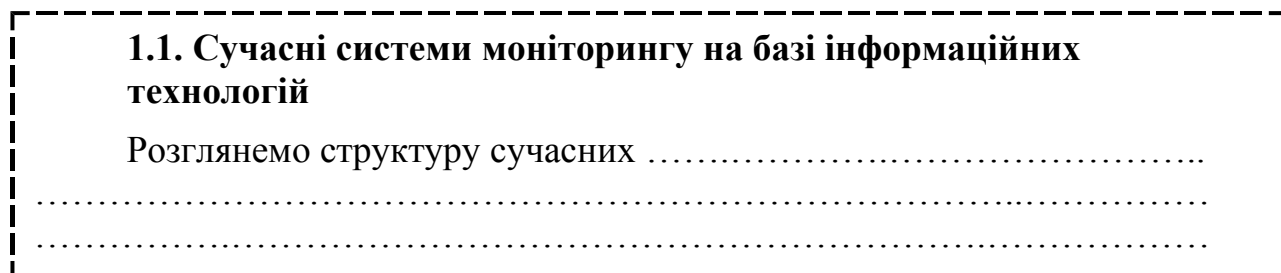 1.1. Сучасні системи моніторингу на базі інформаційних
технологій
Розглянемо структуру сучасних …….………….……………………..
…………………………………………………………………..……………
…………….…………………………………………………….………………